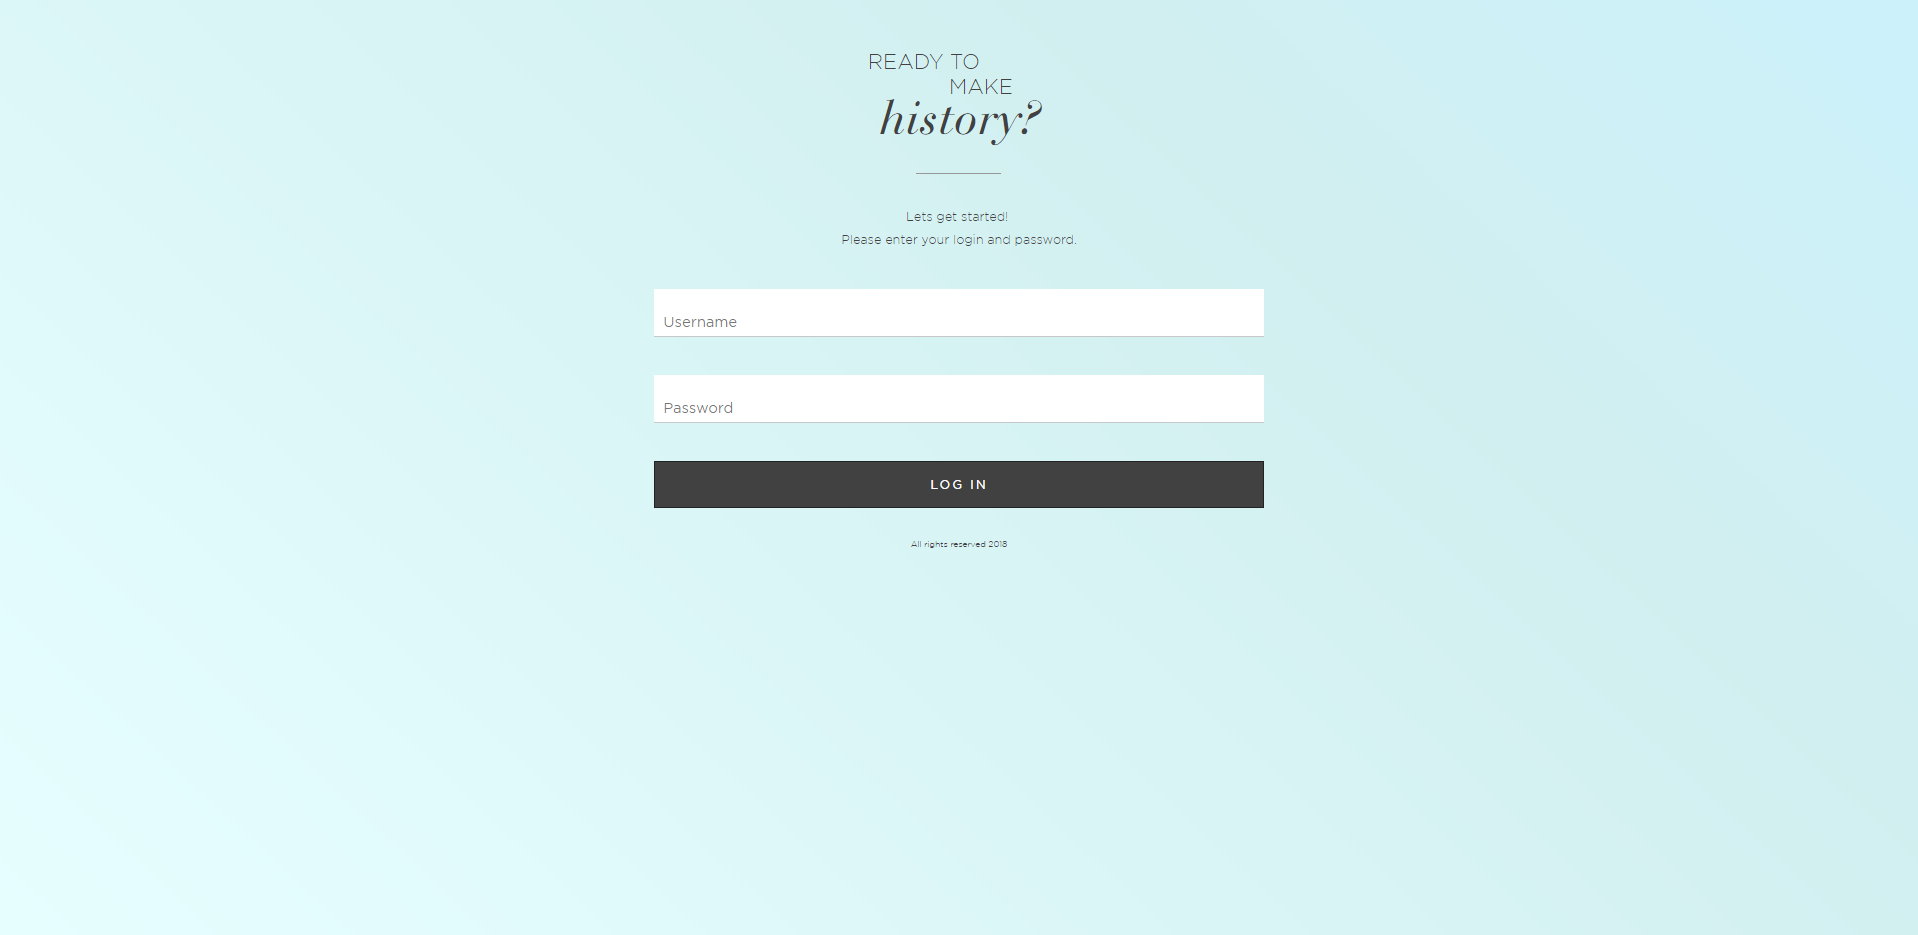 READY TO
MAKE
history?
Lets get started!
Please enter your login and password.
Username
Password
LOG IN
All rights reserved 2018